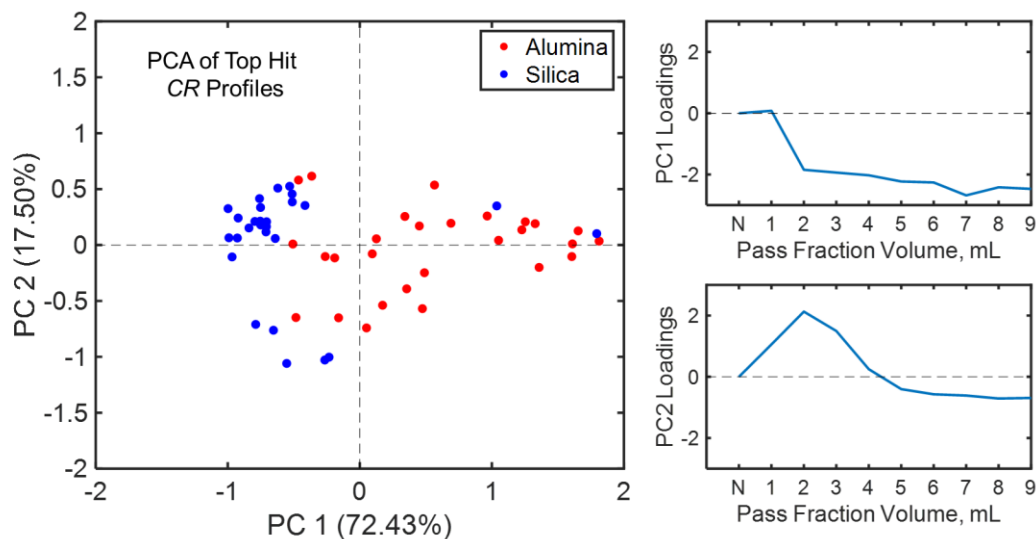 PCA of Top Hit
CR Profiles
Alumina
Silica
2
1.5
1
0.5
0
-0.5
-1
-1.5
-2
PC 2 (17.50%)
-2 -1 0 1 2
PC 1 (72.43%)
2
0
-2
PC1 Loadings
N 1 2 3 4 5 6 7 8 9
Pass Fraction Volume, mL
2
0
-2
PC2 Loadings
N 1 2 3 4 5 6 7 8 9
Pass Fraction Volume, mL